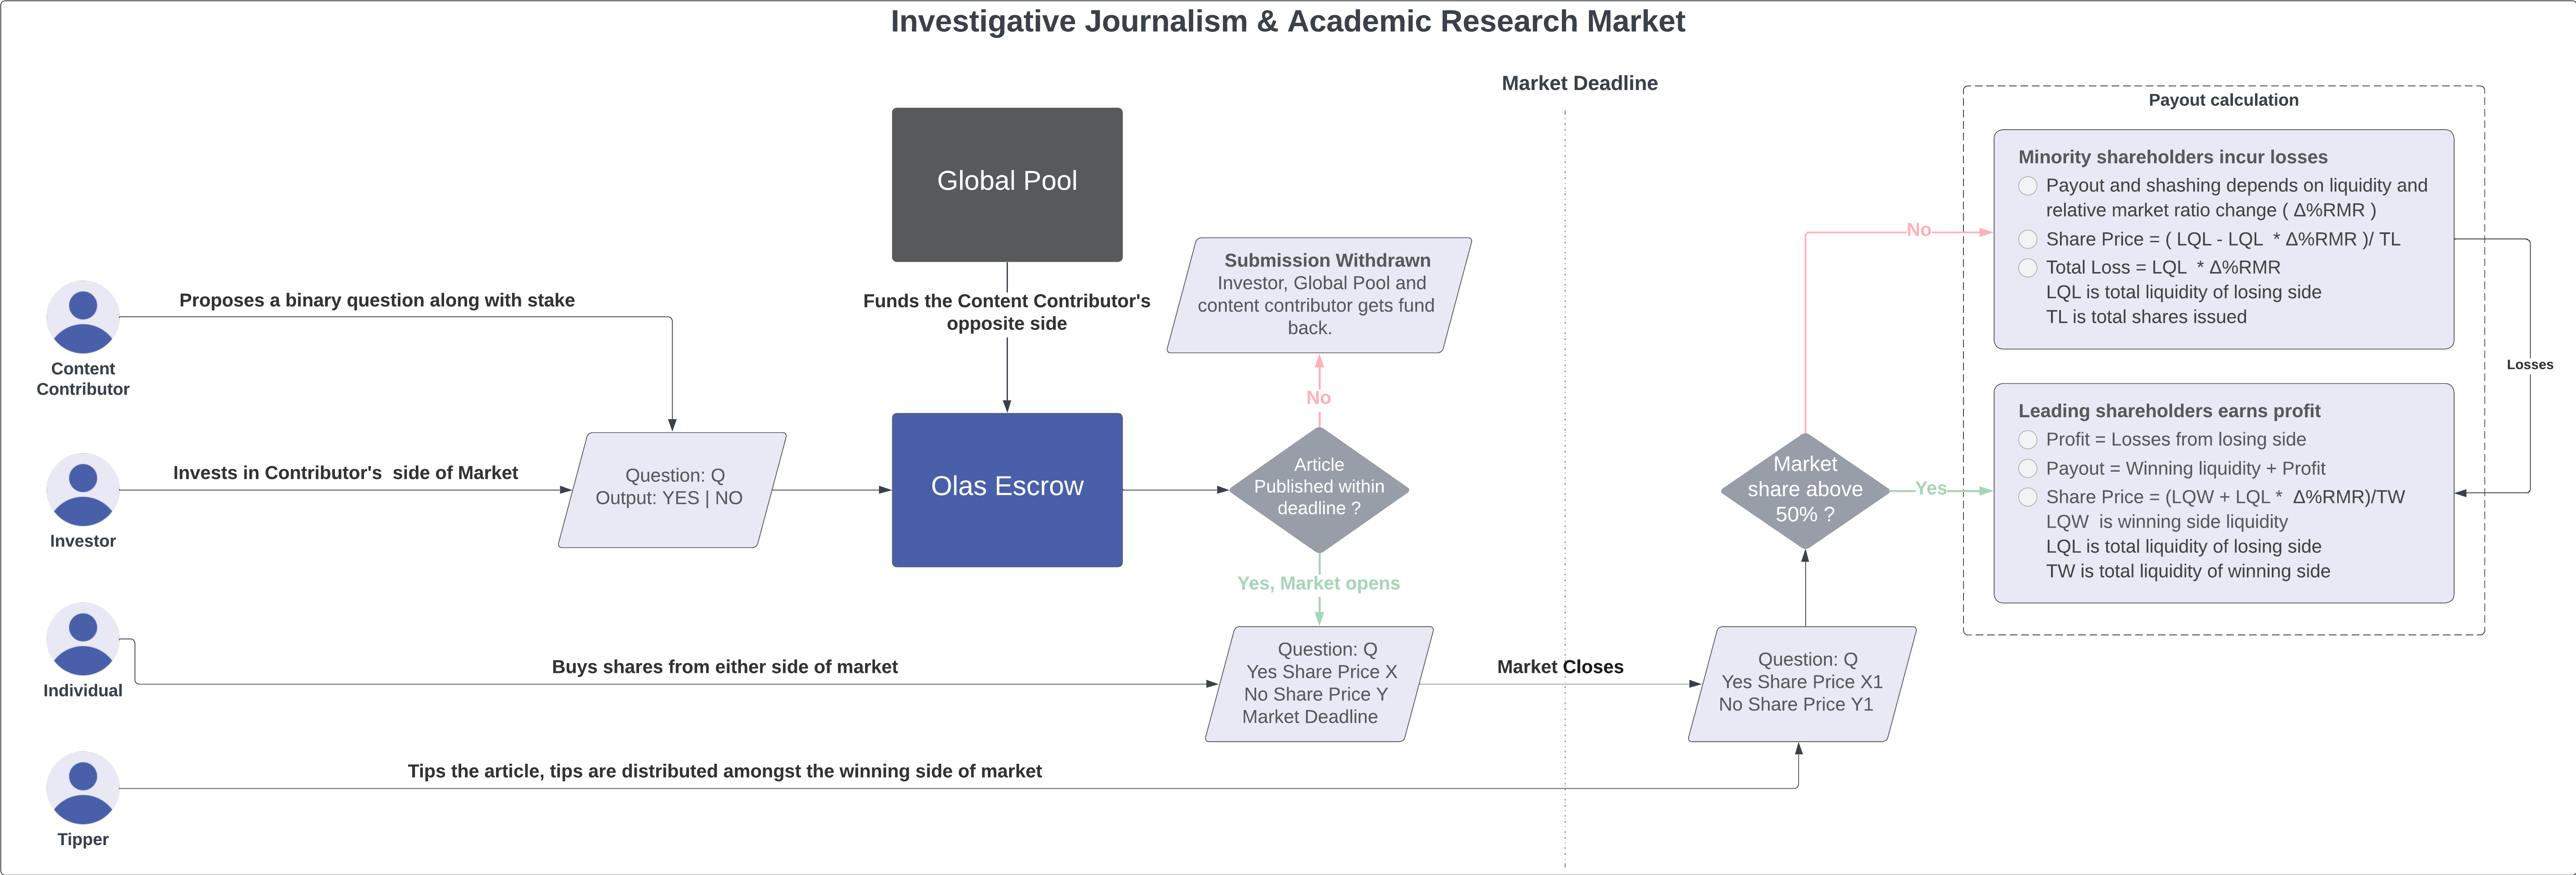 Investigative Journalism & Academic Research Market
Market Deadline
Payout calculation
Global Pool
Minority shareholders incur losses
Payout and shashing depends on liquidity and
relative market ratio change ( Δ%RMR )
Share Price = ( LQL - LQL * Δ%RMR )/ TL
Total Loss = LQL * Δ%RMR
LQL is total liquidity of losing side
TL is total shares issued
No
Submission Withdrawn
Investor, Global Pool and
content contributor gets fund
back.
Proposes a binary question along with stake
Funds the Content Contributor's
opposite side
Content
Contributor
Losses
No
Leading shareholders earns profit
Profit = Losses from losing side
Payout = Winning liquidity + Profit
Share Price = (LQW + LQL * Δ%RMR)/TW
LQW is winning side liquidity
LQL is total liquidity of losing side
TW is total liquidity of winning side
Invests in Contributor's side of Market
Question: Q
Output: YES | NO
Olas Escrow
Article
Published within
deadline ?
Market
share above
50% ?
Yes
Investor
Yes, Market opens
Individual
Buys shares from either side of market
Question: Q
Yes Share Price X
No Share Price Y
Market Deadline
Market Closes
Question: Q
Yes Share Price X1
No Share Price Y1
Tips the article, tips are distributed amongst the winning side of market
Tipper